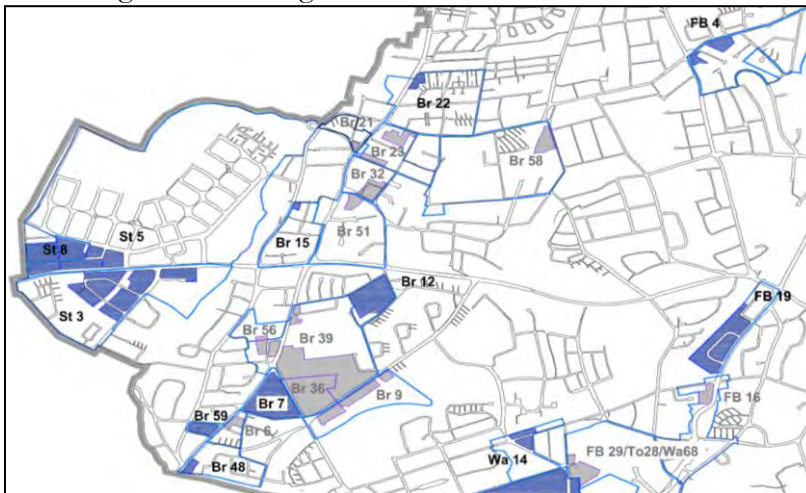 FB 4
Br 22
Br 21
Br 23
Br 58
Br 32
St 5
Br 51
St 8
Br 15
Br 12
FB 19
St 3
Br 56
Br 39
Br 36
Br 9
FB 16
Br 7
Br 59
Br 6
FB 29/To28/Wa68
Wa 14
Br 48